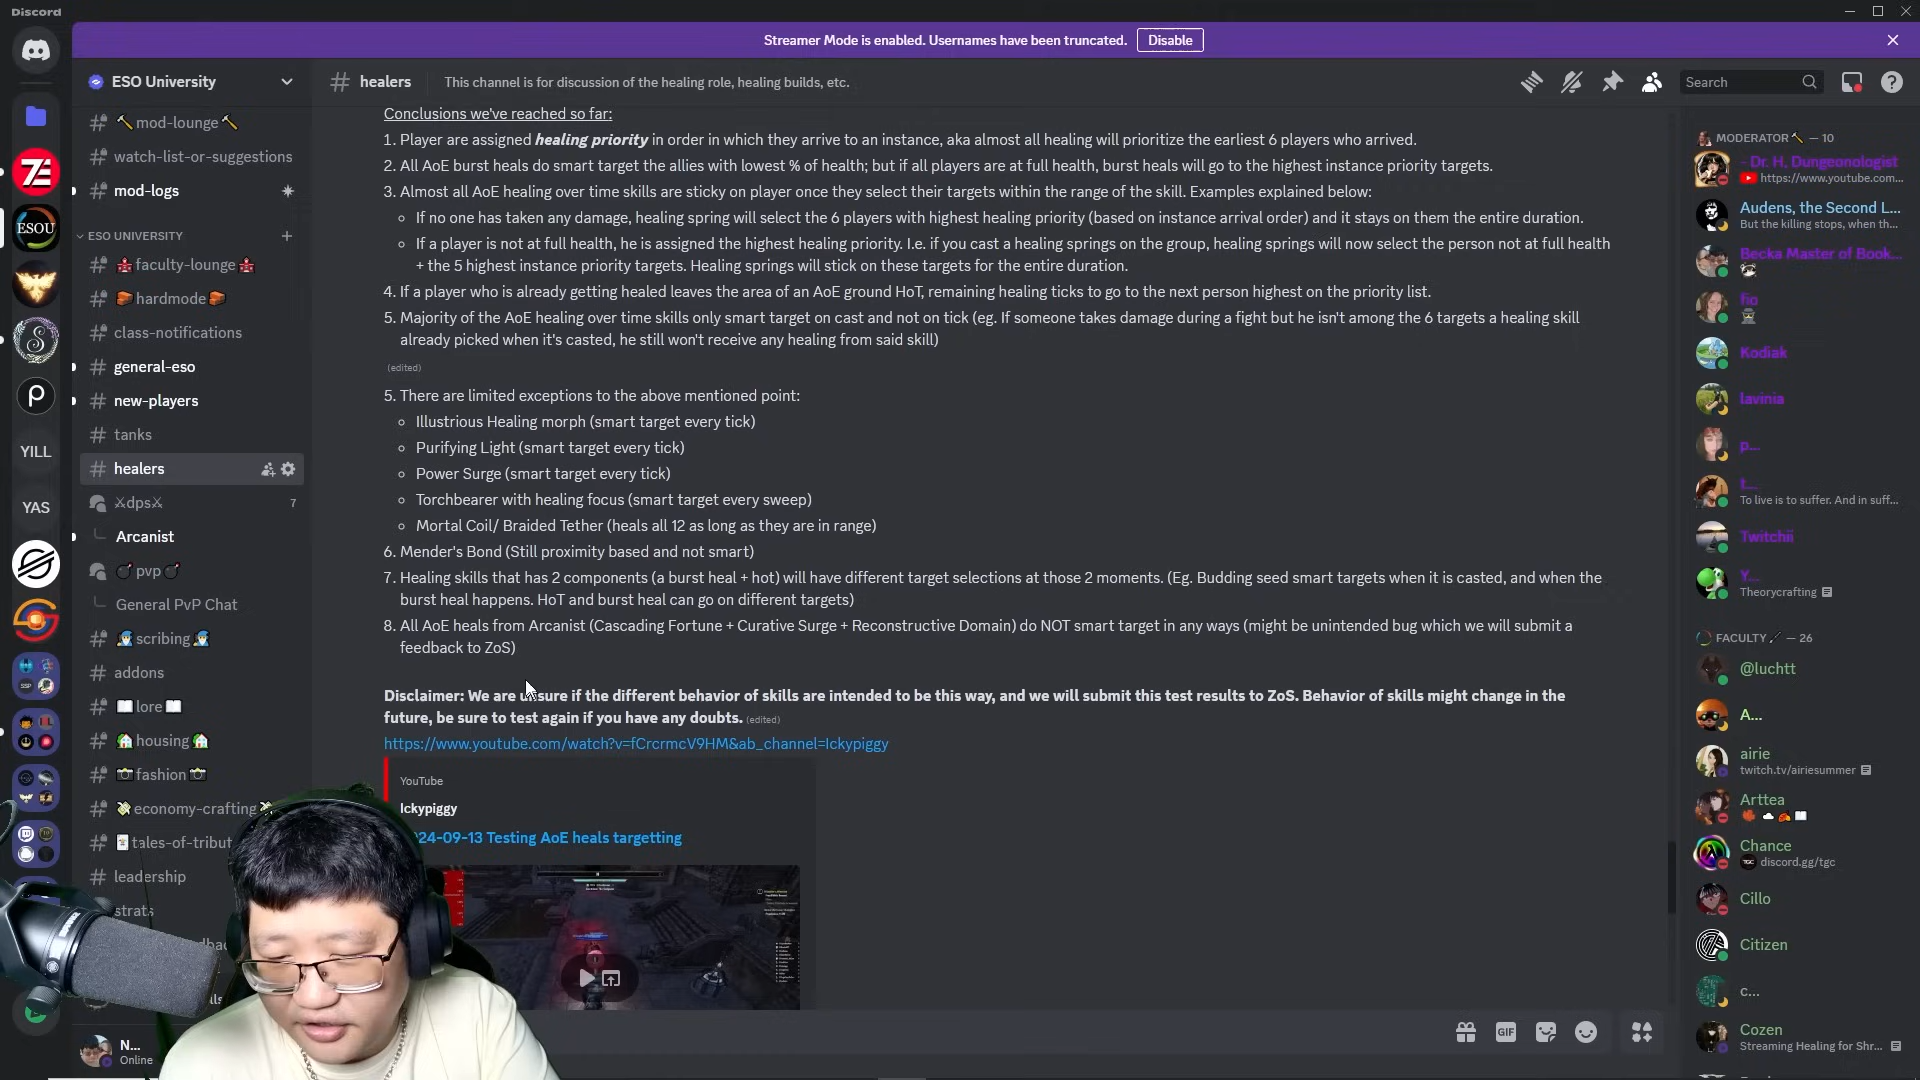 Discord
Streamer Mode is enabled. Usernames have been truncated. Disable
ESO University
healers
This channel is for discussion of the healing role, healing builds, etc.
Search
mod-lounge
watch-list-or-suggestions
mod-logs
ESO UNIVERSITY
faculty-lounge
hardmode
class-notifications
general-eso
new-players
tanks
healers
dps
7
Arcanist
pvp
General PvP Chat
scribing
addons
lore
housing
fashion
economy-crafting
tales-of-tribut
leadership
strats
N...
Online
ESOU
YILL
YAS
Conclusions we've reached so far:
1. Player are assigned healing priority in order in which they arrive to an instance, aka almost all healing will prioritize the earliest 6 players who arrived.
2. All AoE burst heals do smart target the allies with lowest % of health; but if all players are at full health, burst heals will go to the highest instance priority targets.
3. Almost all AoE healing over time skills are sticky on player once they select their targets within the range of the skill. Examples explained below:
If no one has taken any damage, healing spring will select the 6 players with highest healing priority (based on instance arrival order) and it stays on them the entire duration.
If a player is not at full health, he is assigned the highest healing priority. I.e. if you cast a healing springs on the group, healing springs will now select the person not at full health
+ the 5 highest instance priority targets. Healing springs will stick on these targets for the entire duration.
4. If a player who is already getting healed leaves the area of an AoE ground HoT, remaining healing ticks to go to the next person highest on the priority list.
5. Majority of the AoE healing over time skills only smart target on cast and not on tick (eg. If someone takes damage during a fight but he isn't among the 6 targets a healing skill
already picked when it's casted, he still won't receive any healing from said skill)
(edited)
5. There are limited exceptions to the above mentioned point:
Illustrious Healing morph (smart target every tick)
Purifying Light (smart target every tick)
Power Surge (smart target every tick)
Torchbearer with healing focus (smart target every sweep)
Mortal Coil/ Braided Tether (heals all 12 as long as they are in range)
6. Mender's Bond (Still proximity based and not smart)
7. Healing skills that has 2 components (a burst heal + hot) will have different target selections at those 2 moments. (Eg. Budding seed smart targets when it is casted, and when the
burst heal happens. HoT and burst heal can go on different targets)
8. All AoE heals from Arcanist (Cascading Fortune + Curative Surge + Reconstructive Domain) do NOT smart target in any ways (might be unintended bug which we will submit a
feedback to ZoS)
Disclaimer: We are unsure if the different behavior of skills are intended to be this way, and we will submit this test results to ZoS. Behavior of skills might change in the
future, be sure to test again if you have any doubts. (edited)
https://www.youtube.com/watch?v=fCrcrmcV9HM&ab_channel=Ickypiggy
YouTube
Ickypiggy
24-09-13 Testing AoE heals targetting
GIF
MODERATOR — 10
- Dr. H, Dungeonologist
https://www.youtube.com...
Audens, the Second L...
But the killing stops, when th...
Becka Master of Book...
fio
Kodiak
lavinia
p...
t...
To live is to suffer. And in suff...
Twitchii
Y...
Theorycrafting
FACULTY — 26
@luchtt
A...
airie
twitch.tv/airiesummer
Arttea
Chance
discord.gg/tgc
Cillo
Citizen
c...
Cozen
Streaming Healing for Shr...